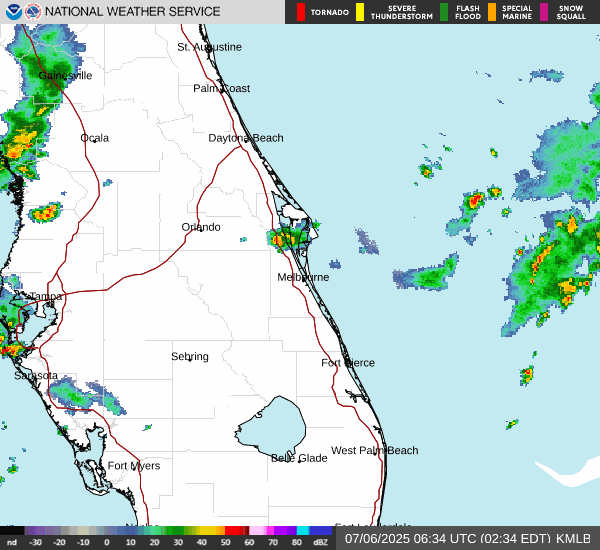 NATIONAL WEATHER SERVICE
TORNADO
SEVERE THUNDERSTORM
FLASH FLOOD
SPECIAL MARINE
SNOW SQUALL
St. Augustine
Gainesville
Palm Coast
Ocala
Daytona Beach
Orlando
Melbourne
Tampa
Sebring
Fort Pierce
Sarasota
West Palm Beach
Belle Glade
Fort Myers
nd -30 -20 -10 0 10 20 30 40 50 60 70 80 dBZ
07/06/2025 06:34 UTC (02:34 EDT) KMLB